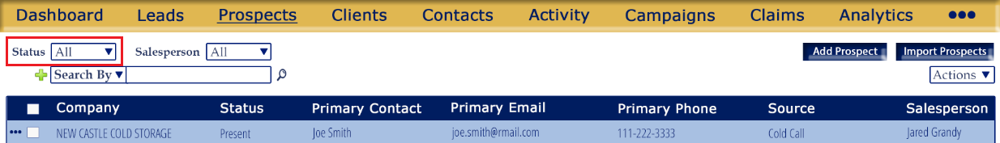 Dashboard Leads Prospects Clients Contacts Activity Campaigns Claims Analytics •••
Status All ▼ Salesperson All ▼ Add Prospect Import Prospects
Search By ▼ Actions ▼
Company Status Primary Contact Primary Email Primary Phone Source Salesperson
••• NEW CASTLE COLD STORAGE Present Joe Smith joe.smith@rmail.com 111-222-3333 Cold Call Jared Grandy